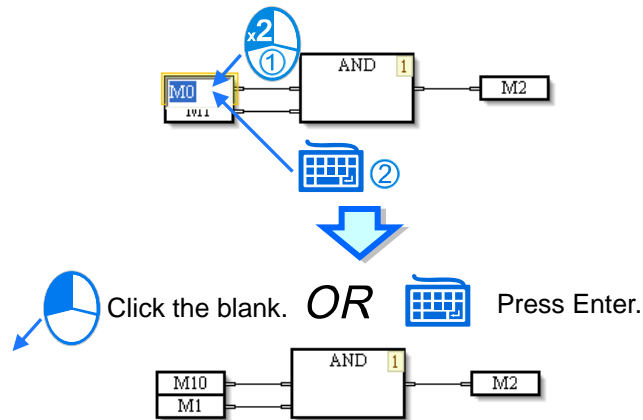 x2
①
AND 1
M0
M2
M1
②
Click the blank. OR Press Enter.
AND 1
M10
M2
M1